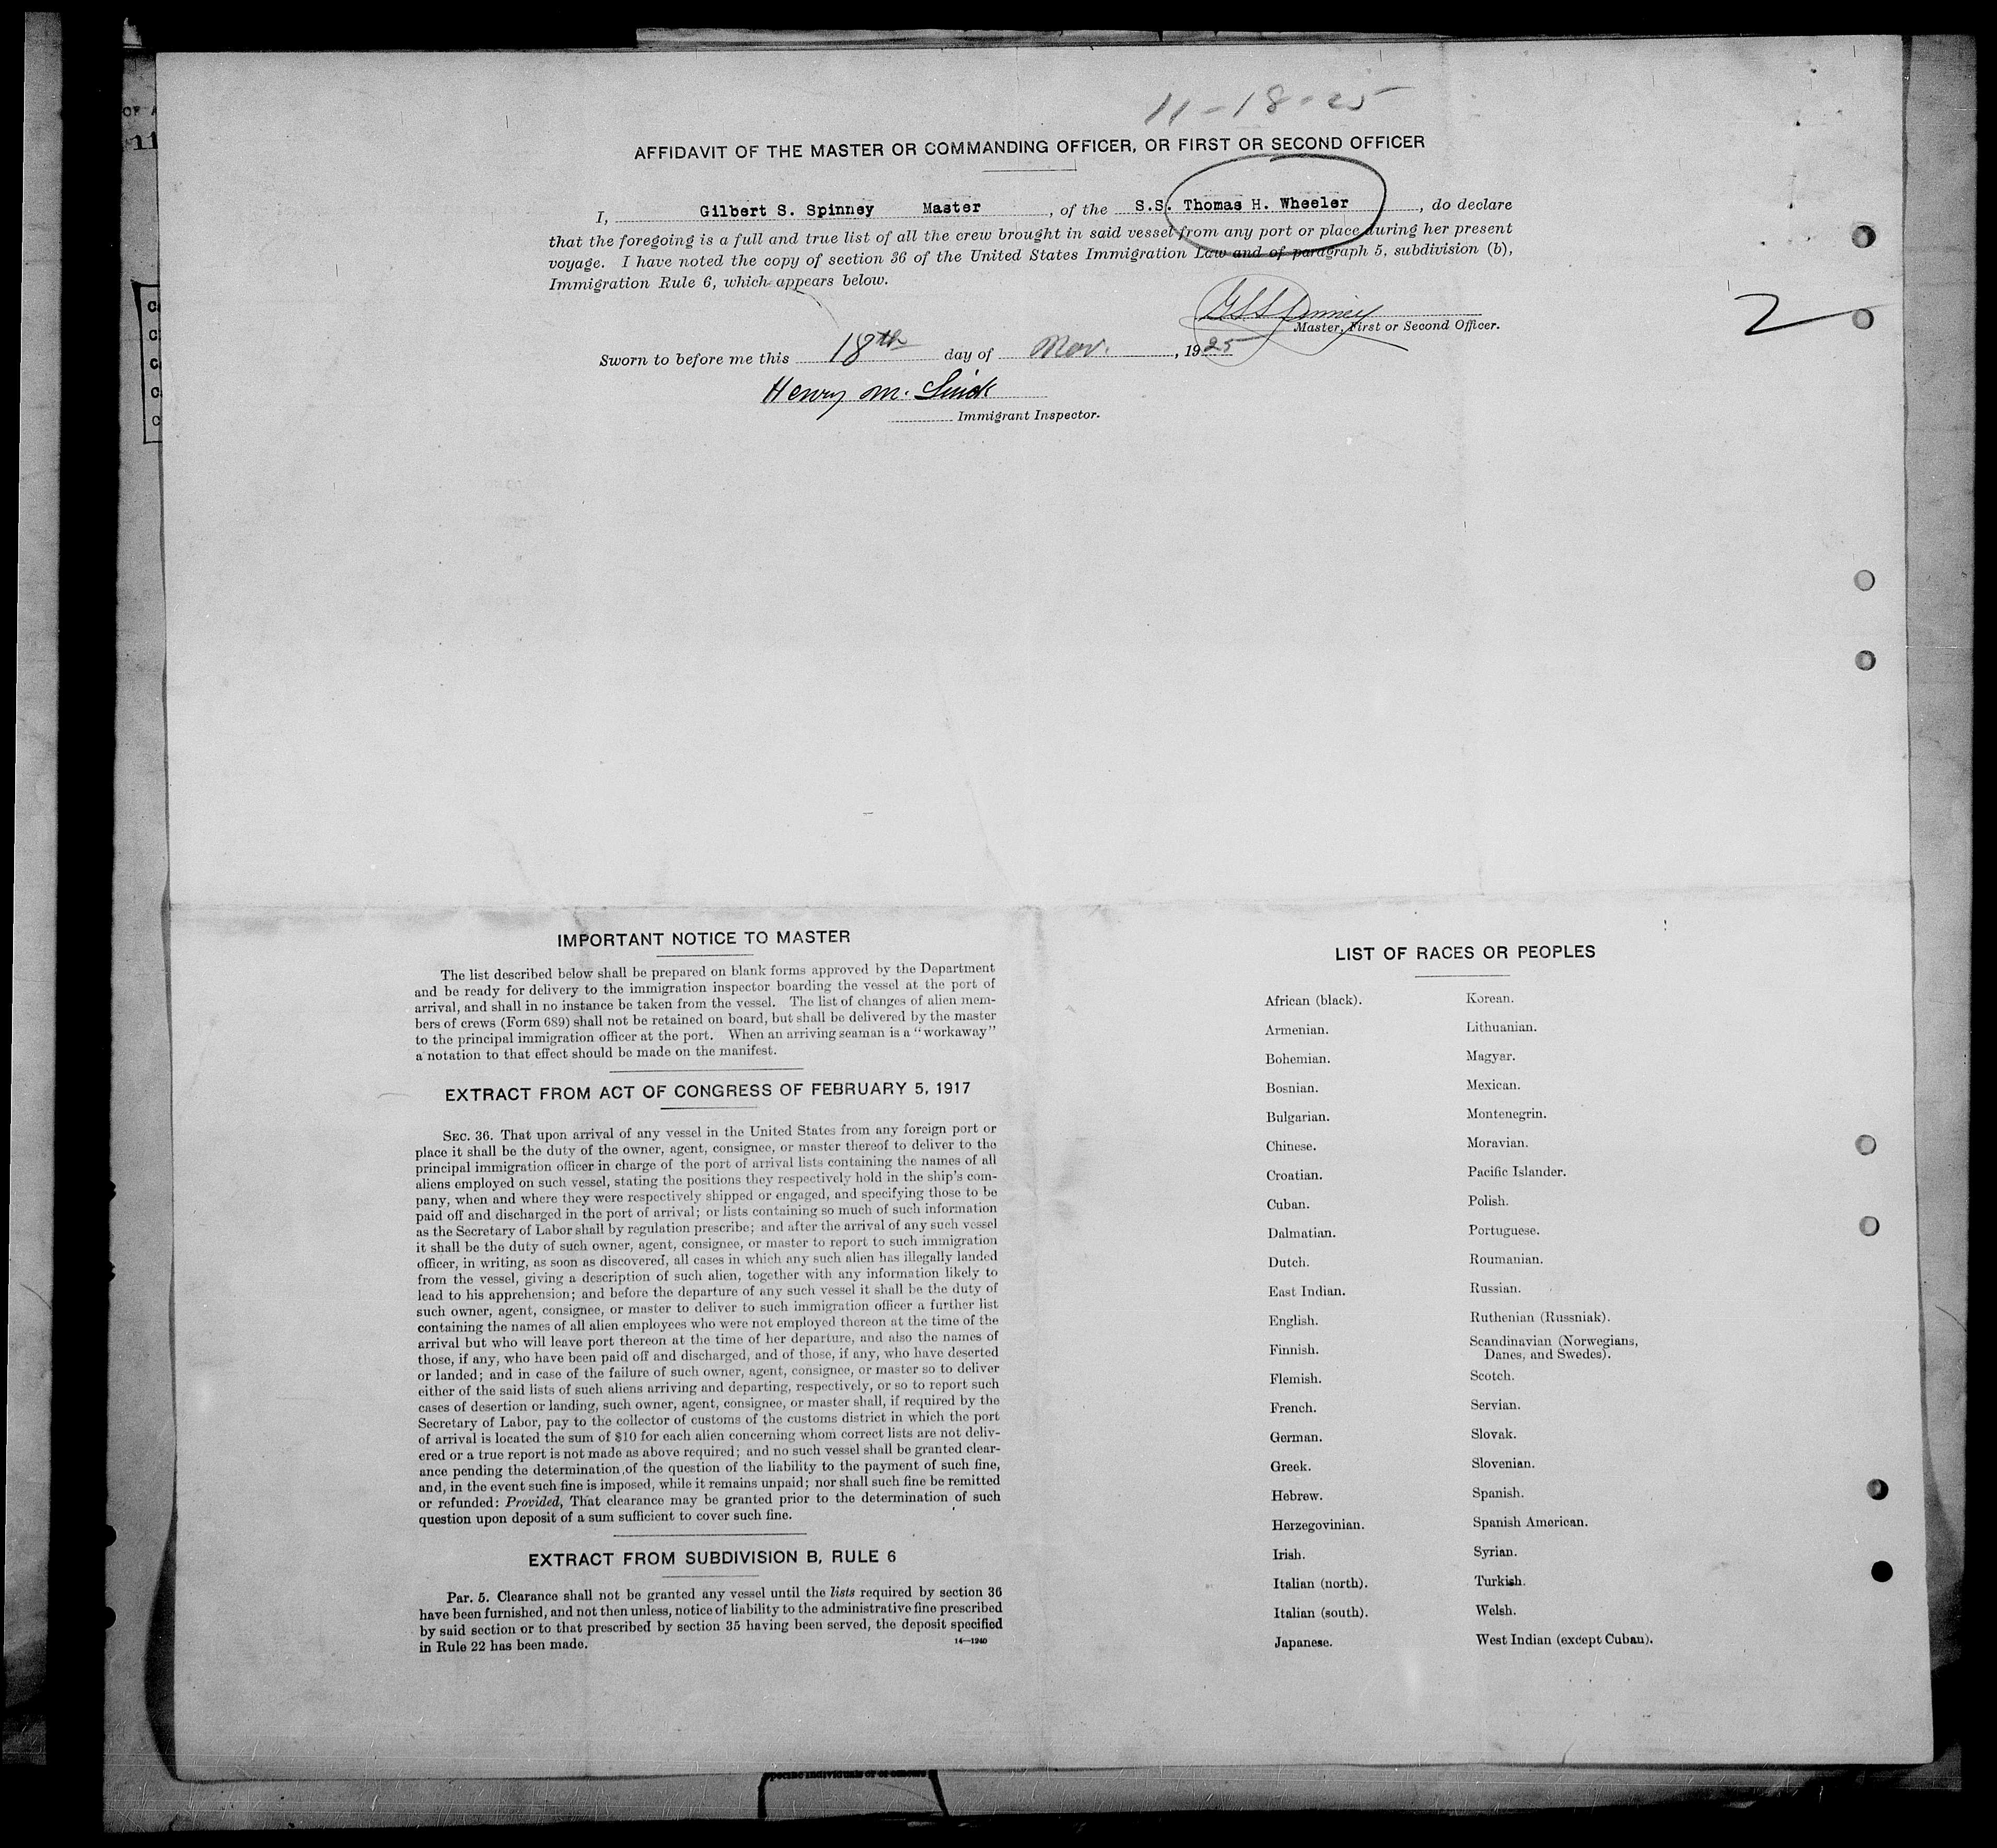 11-18-25
AFFIDAVIT OF THE MASTER OR COMMANDING OFFICER, OR FIRST OR SECOND OFFICER
I, Gilbert S. Spinney Master, of the S.S. Thomas H. Wheeler, do declare
that the foregoing is a full and true list of all the crew brought in said vessel from any port or place during her present
voyage. I have noted the copy of section 36 of the United States Immigration Law and of paragraph 5, subdivision (b),
Immigration Rule 6, which appears below.
G S Spinney
Master, First or Second Officer.
2
Sworn to before me this 18th day of Nov., 1925
Henry M.
Immigrant Inspector.
IMPORTANT NOTICE TO MASTER
The list described below shall be prepared on blank forms approved by the Department
and be ready for delivery to the immigration inspector boarding the vessel at the port of
arrival, and shall in no instance be taken from the vessel. The list of changes of alien mem-
bers of crews (Form 689) shall not be retained on board, but shall be delivered by the master
to the principal immigration officer at the port. When an arriving seaman is a "workaway"
a notation to that effect should be made on the manifest.
EXTRACT FROM ACT OF CONGRESS OF FEBRUARY 5, 1917
SEC. 36. That upon arrival of any vessel in the United States from any foreign port or
place it shall be the duty of the owner, agent, consignee, or master thereof to deliver to the
principal immigration officer in charge of the port of arrival lists containing the names of all
aliens employed on such vessel, stating the positions they respectively hold in the ship's com-
pany, when and where they were respectively shipped or engaged, and specifying those to be
paid off and discharged in the port of arrival; or lists containing so much of such information
as the Secretary of Labor shall by regulation prescribe; and after the arrival of any such vessel
it shall be the duty of such owner, agent, consignee, or master to report to such immigration
officer, in writing, as soon as discovered, all cases in which any such alien has illegally landed
from the vessel, giving a description of such alien, together with any information likely to
lead to his apprehension; and before the departure of any such vessel it shall be the duty of
such owner, agent, consignee, or master to deliver to such immigration officer a further list
containing the names of all alien employees who were not employed thereon at the time of the
arrival but who will leave port thereon at the time of her departure, and also the names of
those, if any, who have been paid off and discharged, and of those, if any, who have deserted
or landed; and in case of the failure of such owner, agent, consignee, or master so to deliver
either of the said lists of such aliens arriving and departing, respectively, or so to report such
cases of desertion or landing, such owner, agent, consignee, or master shall, if required by the
Secretary of Labor, pay to the collector of customs of the customs district in which the port
of arrival is located the sum of $10 for each alien concerning whom correct lists are not deliv-
ered or a true report is not made as above required; and no such vessel shall be granted clear-
ance pending the determination of the question of the liability to the payment of such fine,
and, in the event such fine is imposed, while it remains unpaid; nor shall such fine be remitted
or refunded: Provided, That clearance may be granted prior to the determination of such
question upon deposit of a sum sufficient to cover such fine.
EXTRACT FROM SUBDIVISION B, RULE 6
Par. 5. Clearance shall not be granted any vessel until the lists required by section 36
have been furnished, and not then unless, notice of liability to the administrative fine prescribed
by said section or to that prescribed by section 35 having been served, the deposit specified
in Rule 22 has been made.
14—1240
LIST OF RACES OR PEOPLES
African (black).
Armenian.
Bohemian.
Bosnian.
Bulgarian.
Chinese.
Croatian.
Cuban.
Dalmatian.
Dutch.
East Indian.
English.
Finnish.
Flemish.
French.
German.
Greek.
Hebrew.
Herzegovinian.
Irish.
Italian (north).
Italian (south).
Japanese.
Korean.
Lithuanian.
Magyar.
Mexican.
Montenegrin.
Moravian.
Pacific Islander.
Polish.
Portuguese.
Roumanian.
Russian.
Ruthenian (Russniak).
Scandinavian (Norwegians,
Danes, and Swedes).
Scotch.
Servian.
Slovak.
Slovenian.
Spanish.
Spanish American.
Syrian.
Turkish.
Welsh.
West Indian (except Cuban).